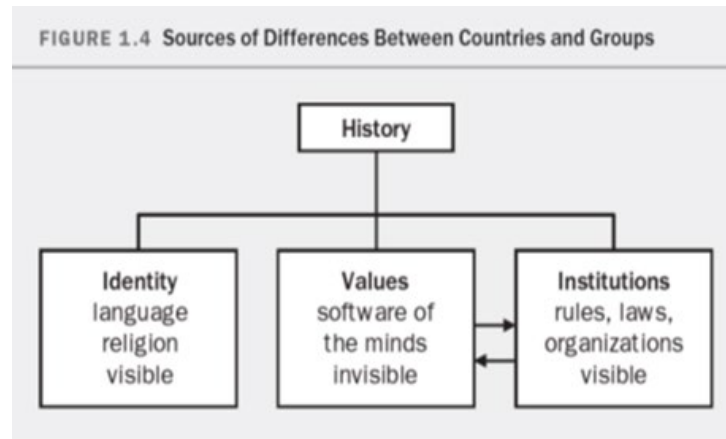 FIGURE 1.4 Sources of Differences Between Countries and Groups
History
Identity
language
religion
visible
Values
software of
the minds
invisible
Institutions
rules, laws,
organizations
visible